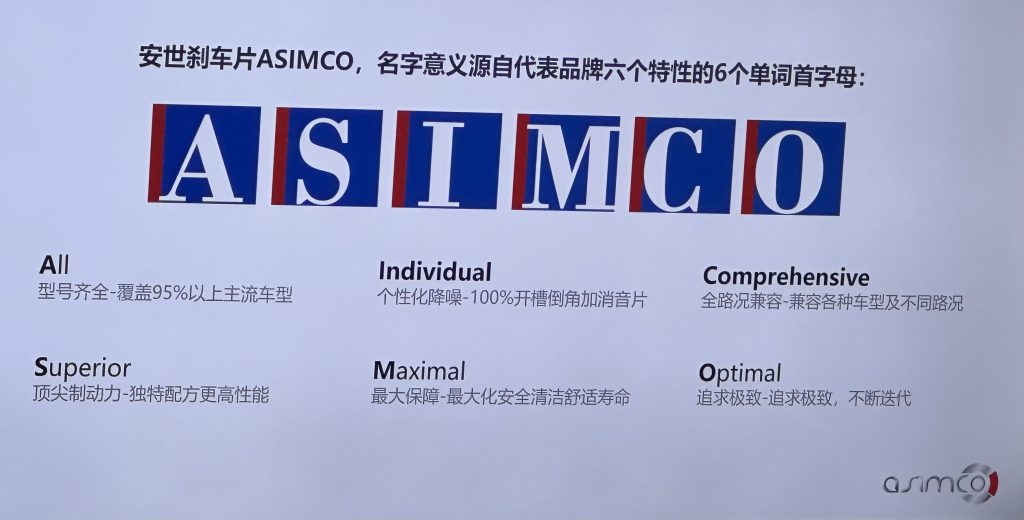 安世刹车片ASIMCO，名字意义源自代表品牌六个特性的6个单词首字母：
ASIMCO
All
型号齐全-覆盖95%以上主流车型
Individual
个性化降噪-100%开槽倒角加消音片
Comprehensive
全路况兼容-兼容各种车型及不同路况
Superior
顶尖制动力-独特配方更高性能
Maximal
最大保障-最大化安全清洁舒适寿命
Optimal
追求极致-追求极致，不断迭代
asimco